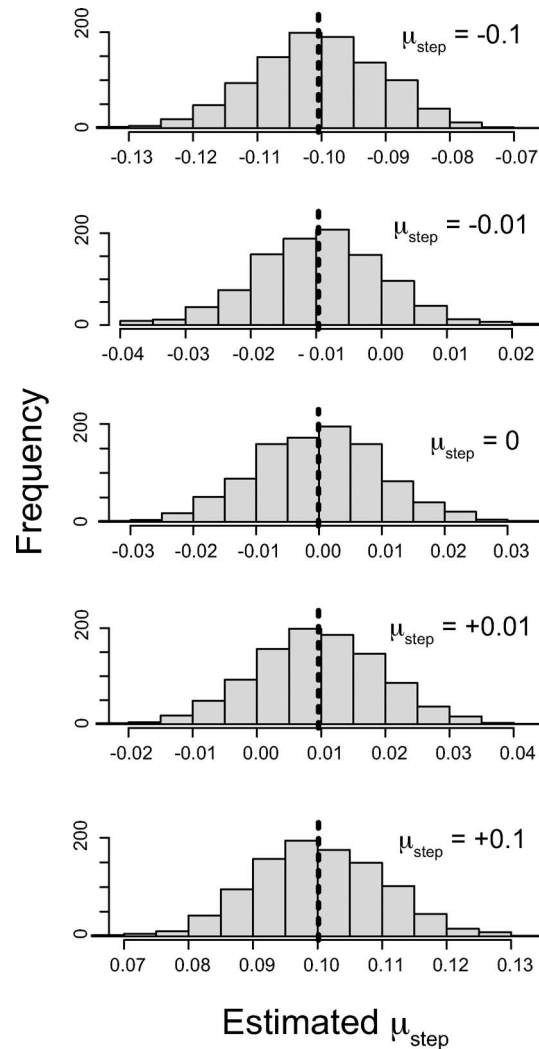 200
0
μstep = -0.1
-0.13 -0.12 -0.11 -0.10 -0.09 -0.08 -0.07
200
0
μstep = -0.01
-0.04 -0.03 -0.02 -0.01 0.00 0.01 0.02
Frequency
200
0
μstep = 0
-0.03 -0.02 -0.01 0.00 0.01 0.02 0.03
200
0
μstep = +0.01
-0.02 -0.01 0.00 0.01 0.02 0.03 0.04
200
0
μstep = +0.1
0.07 0.08 0.09 0.10 0.11 0.12 0.13
Estimated μstep